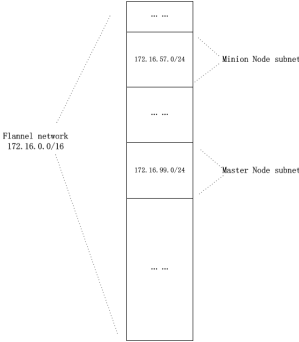 ... ...
172.16.57.0/24
Minion Node subnet
... ...
Flannel network
172.16.0.0/16
172.16.99.0/24
Master Node subnet
... ...